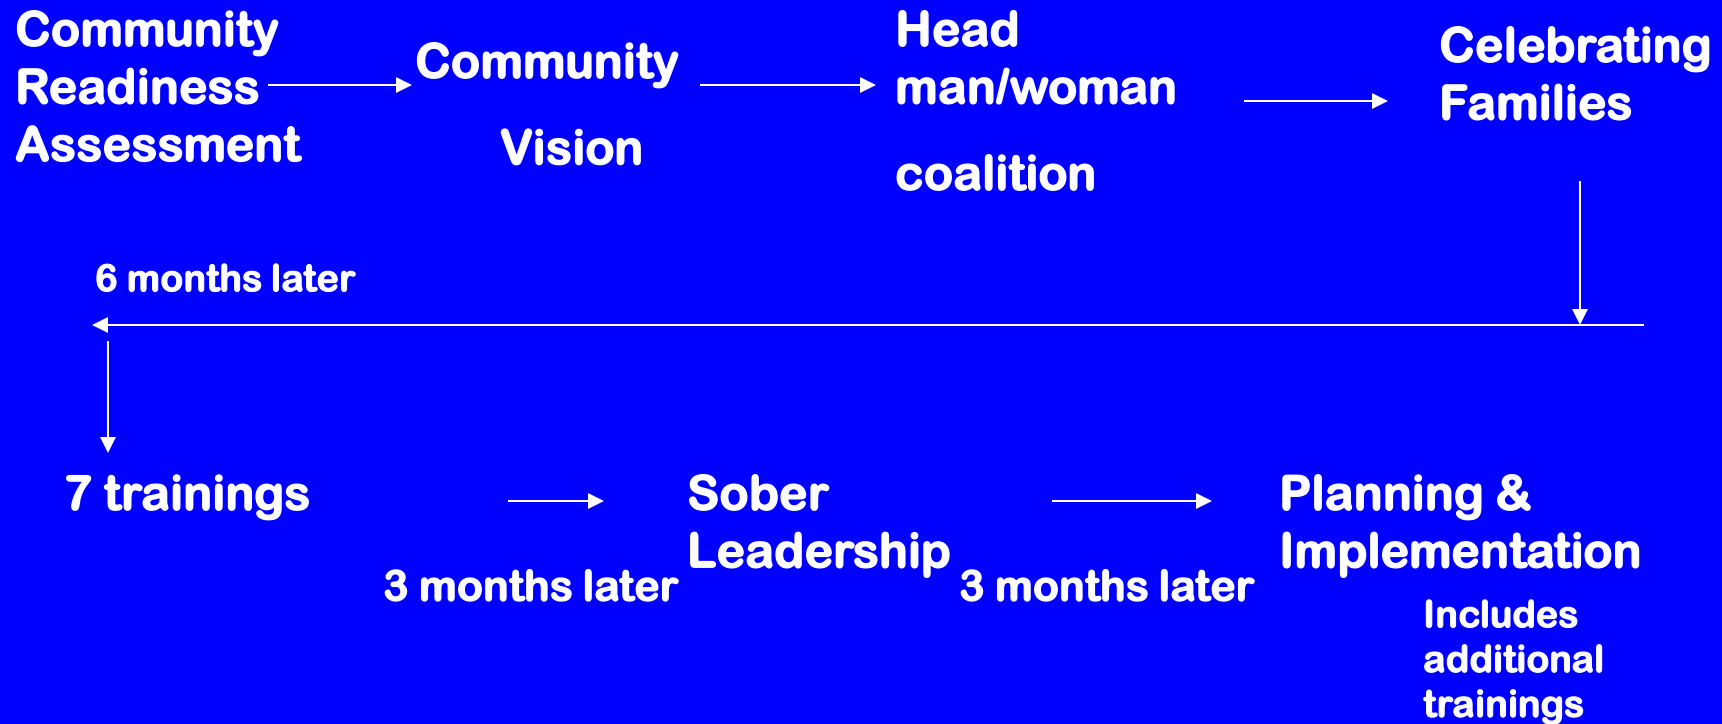 Community
Readiness
Assessment
Community
Vision
Head
man/woman
coalition
Celebrating
Families
6 months later
7 trainings
3 months later
Sober
Leadership
3 months later
Planning &
Implementation
Includes
additional
trainings